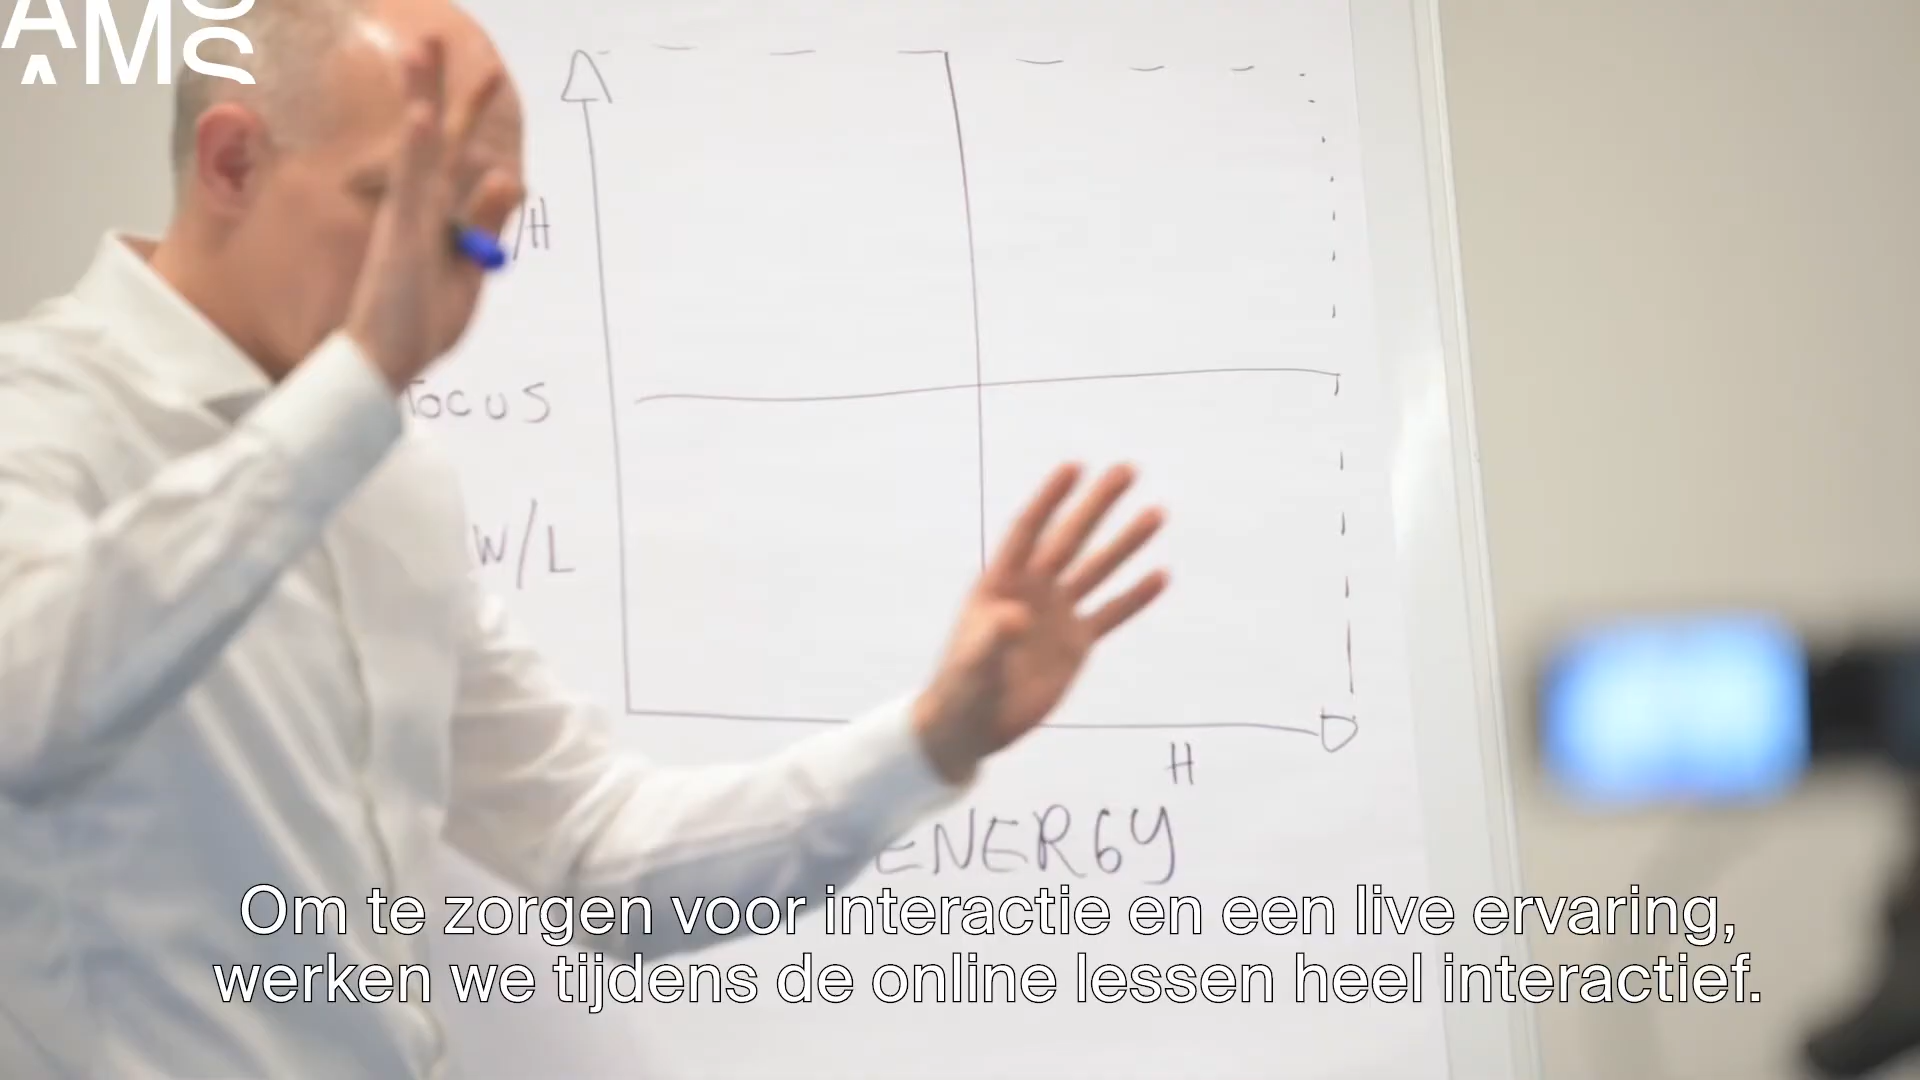 AMS
/H
focus
W/L
H
ENERGY
Om te zorgen voor interactie en een live ervaring,
werken we tijdens de online lessen heel interactief.